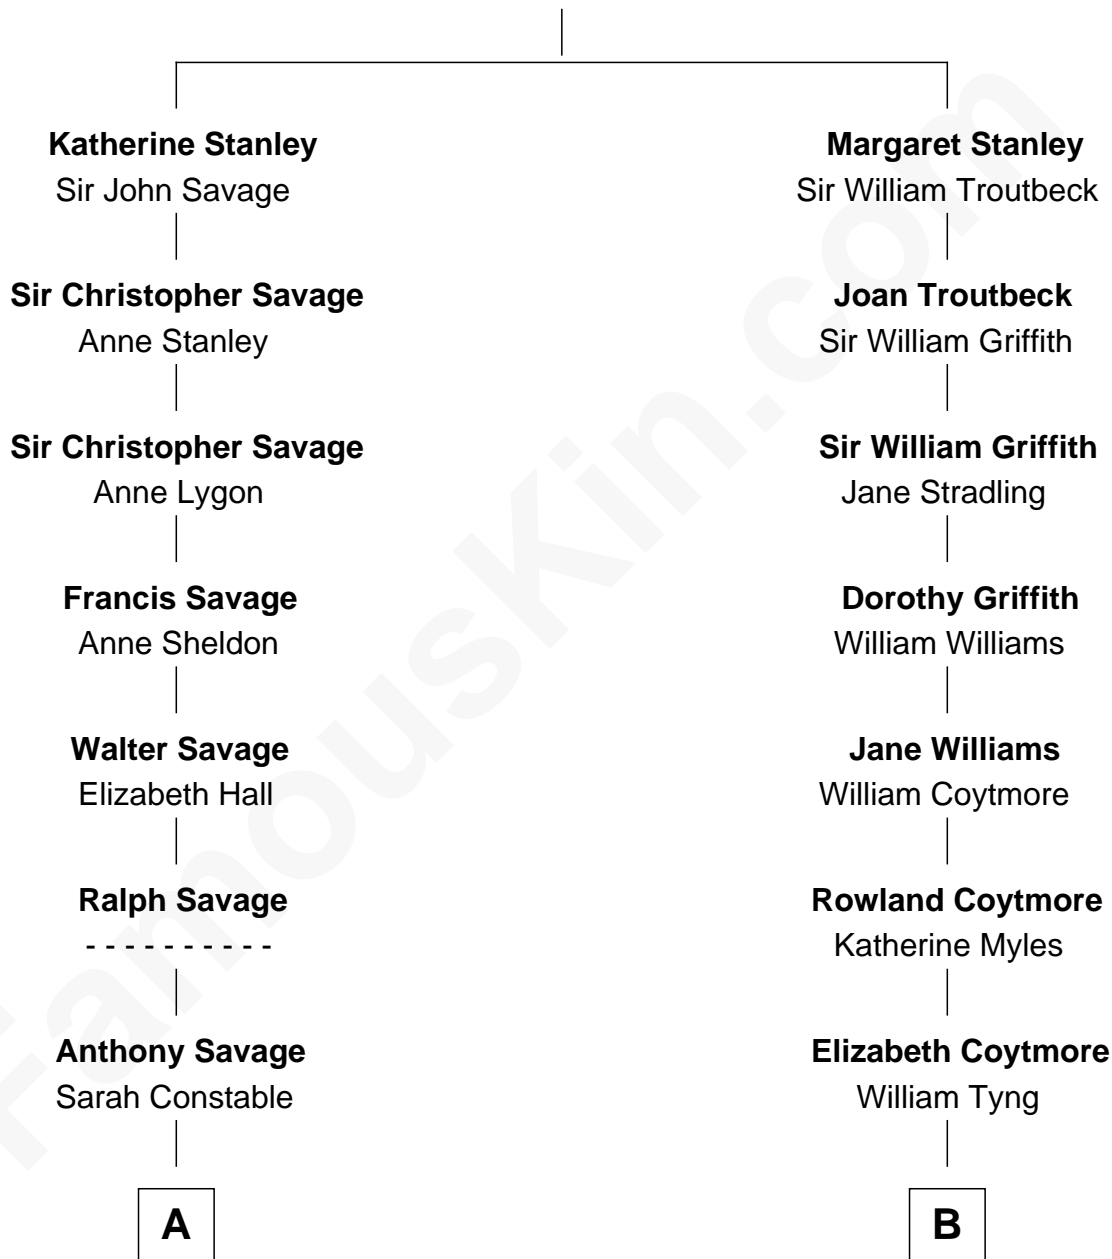 Katherine Stanley
Sir John Savage
Sir Christopher Savage
Anne Stanley
Sir Christopher Savage
Anne Lygon
Francis Savage
Anne Sheldon
Walter Savage
Elizabeth Hall
Ralph Savage
- - - - - - - - - -
Anthony Savage
Sarah Constable
A
Margaret Stanley
Sir William Troutbeck
Joan Troutbeck
Sir William Griffith
Sir William Griffith
Jane Stradling
Dorothy Griffith
William Williams
Jane Williams
William Coytmore
Rowland Coytmore
Katherine Myles
Elizabeth Coytmore
William Tyng
B
FamousKin.com